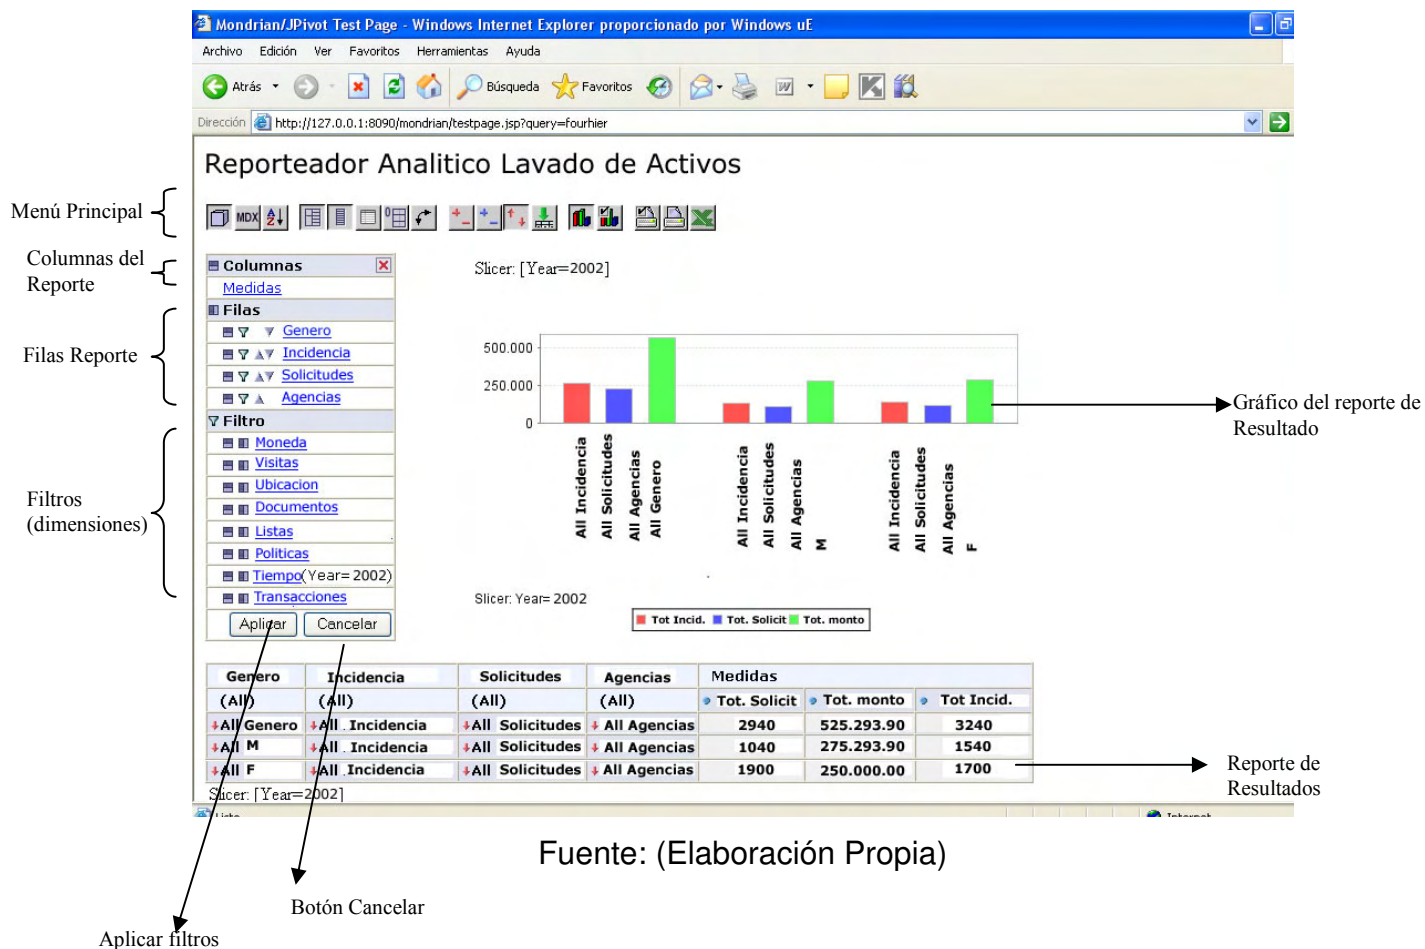 Mondrian/JPivot Test Page - Windows Internet Explorer proporcionado por Windows uE
Archivo Edición Ver Favoritos Herramientas Ayuda
Atrás Búsqueda Favoritos
Dirección http://127.0.0.1:8090/mondrian/testpage.jsp?query=fourhier
Reporteador Analitico Lavado de Activos
Menú Principal
MDX
Columnas del
Reporte
Columnas
Medidas
Filas
Genero
Incidencia
Solicitudes
Agencias
Filas Reporte
Filtro
Moneda
Visitas
Ubicacion
Documentos
Listas
Politicas
Tiempo(Year= 2002)
Transacciones
Aplicar Cancelar
Filtros
(dimensiones)
Slicer: [Year=2002]
500.000
250.000
0
All Incidencia
All Solicitudes
All Agencias
All Genero
All Incidencia
All Solicitudes
All Agencias
M
All Incidencia
All Solicitudes
All Agencias
F
Gráfico del reporte de
Resultado
Slicer: Year= 2002
Tot Incid. Tot. Solicit Tot. monto
Genero Incidencia Solicitudes Agencias Medidas
(All) (All) (All) (All) Tot. Solicit Tot. monto Tot Incid.
All Genero All . Incidencia All Solicitudes All Agencias 2940 525.293.90 3240
All M All . Incidencia All Solicitudes All Agencias 1040 275.293.90 1540
All F All .Incidencia All Solicitudes All Agencias 1900 250.000.00 1700
Slicer: [Year=2002]
Reporte de
Resultados
Fuente: (Elaboración Propia)
Botón Cancelar
Aplicar filtros